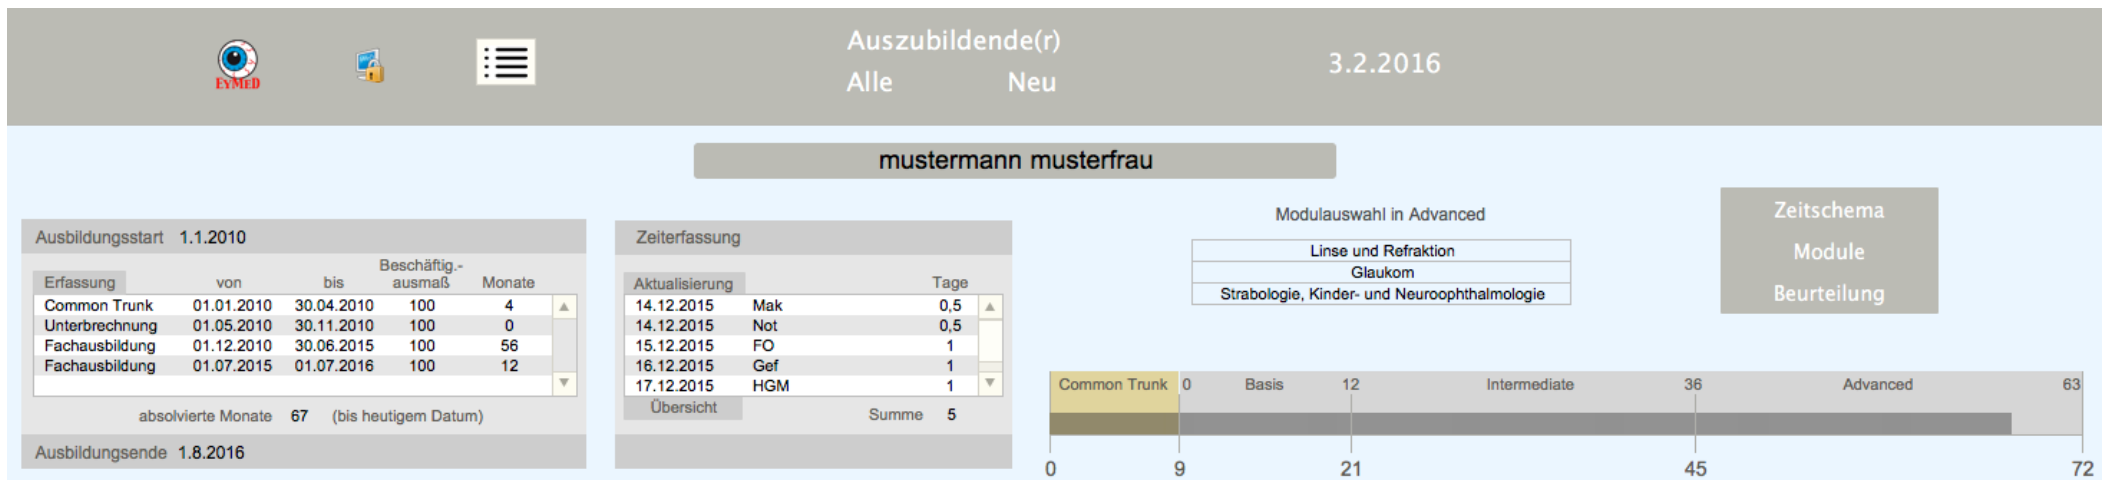 EYMED
Auszubildende(r)
Alle Neu
3.2.2016
mustermann musterfrau
Ausbildungsstart 1.1.2010
Erfassung von bis Beschäftig.-
ausmaß Monate
Common Trunk 01.01.2010 30.04.2010 100 4
Unterbrechnung 01.05.2010 30.11.2010 100 0
Fachausbildung 01.12.2010 30.06.2015 100 56
Fachausbildung 01.07.2015 01.07.2016 100 12
absolvierte Monate 67 (bis heutigem Datum)
Ausbildungsende 1.8.2016
Zeiterfassung
Aktualisierung Tage
14.12.2015 Mak 0,5
14.12.2015 Not 0,5
15.12.2015 FO 1
16.12.2015 Gef 1
17.12.2015 HGM 1
Übersicht Summe 5
Modulauswahl in Advanced
Linse und Refraktion
Glaukom
Strabologie, Kinder- und Neuroophthalmologie
Zeitschema
Module
Beurteilung
Common Trunk 0 Basis 12 Intermediate 36 Advanced 63
0 9 21 45 72